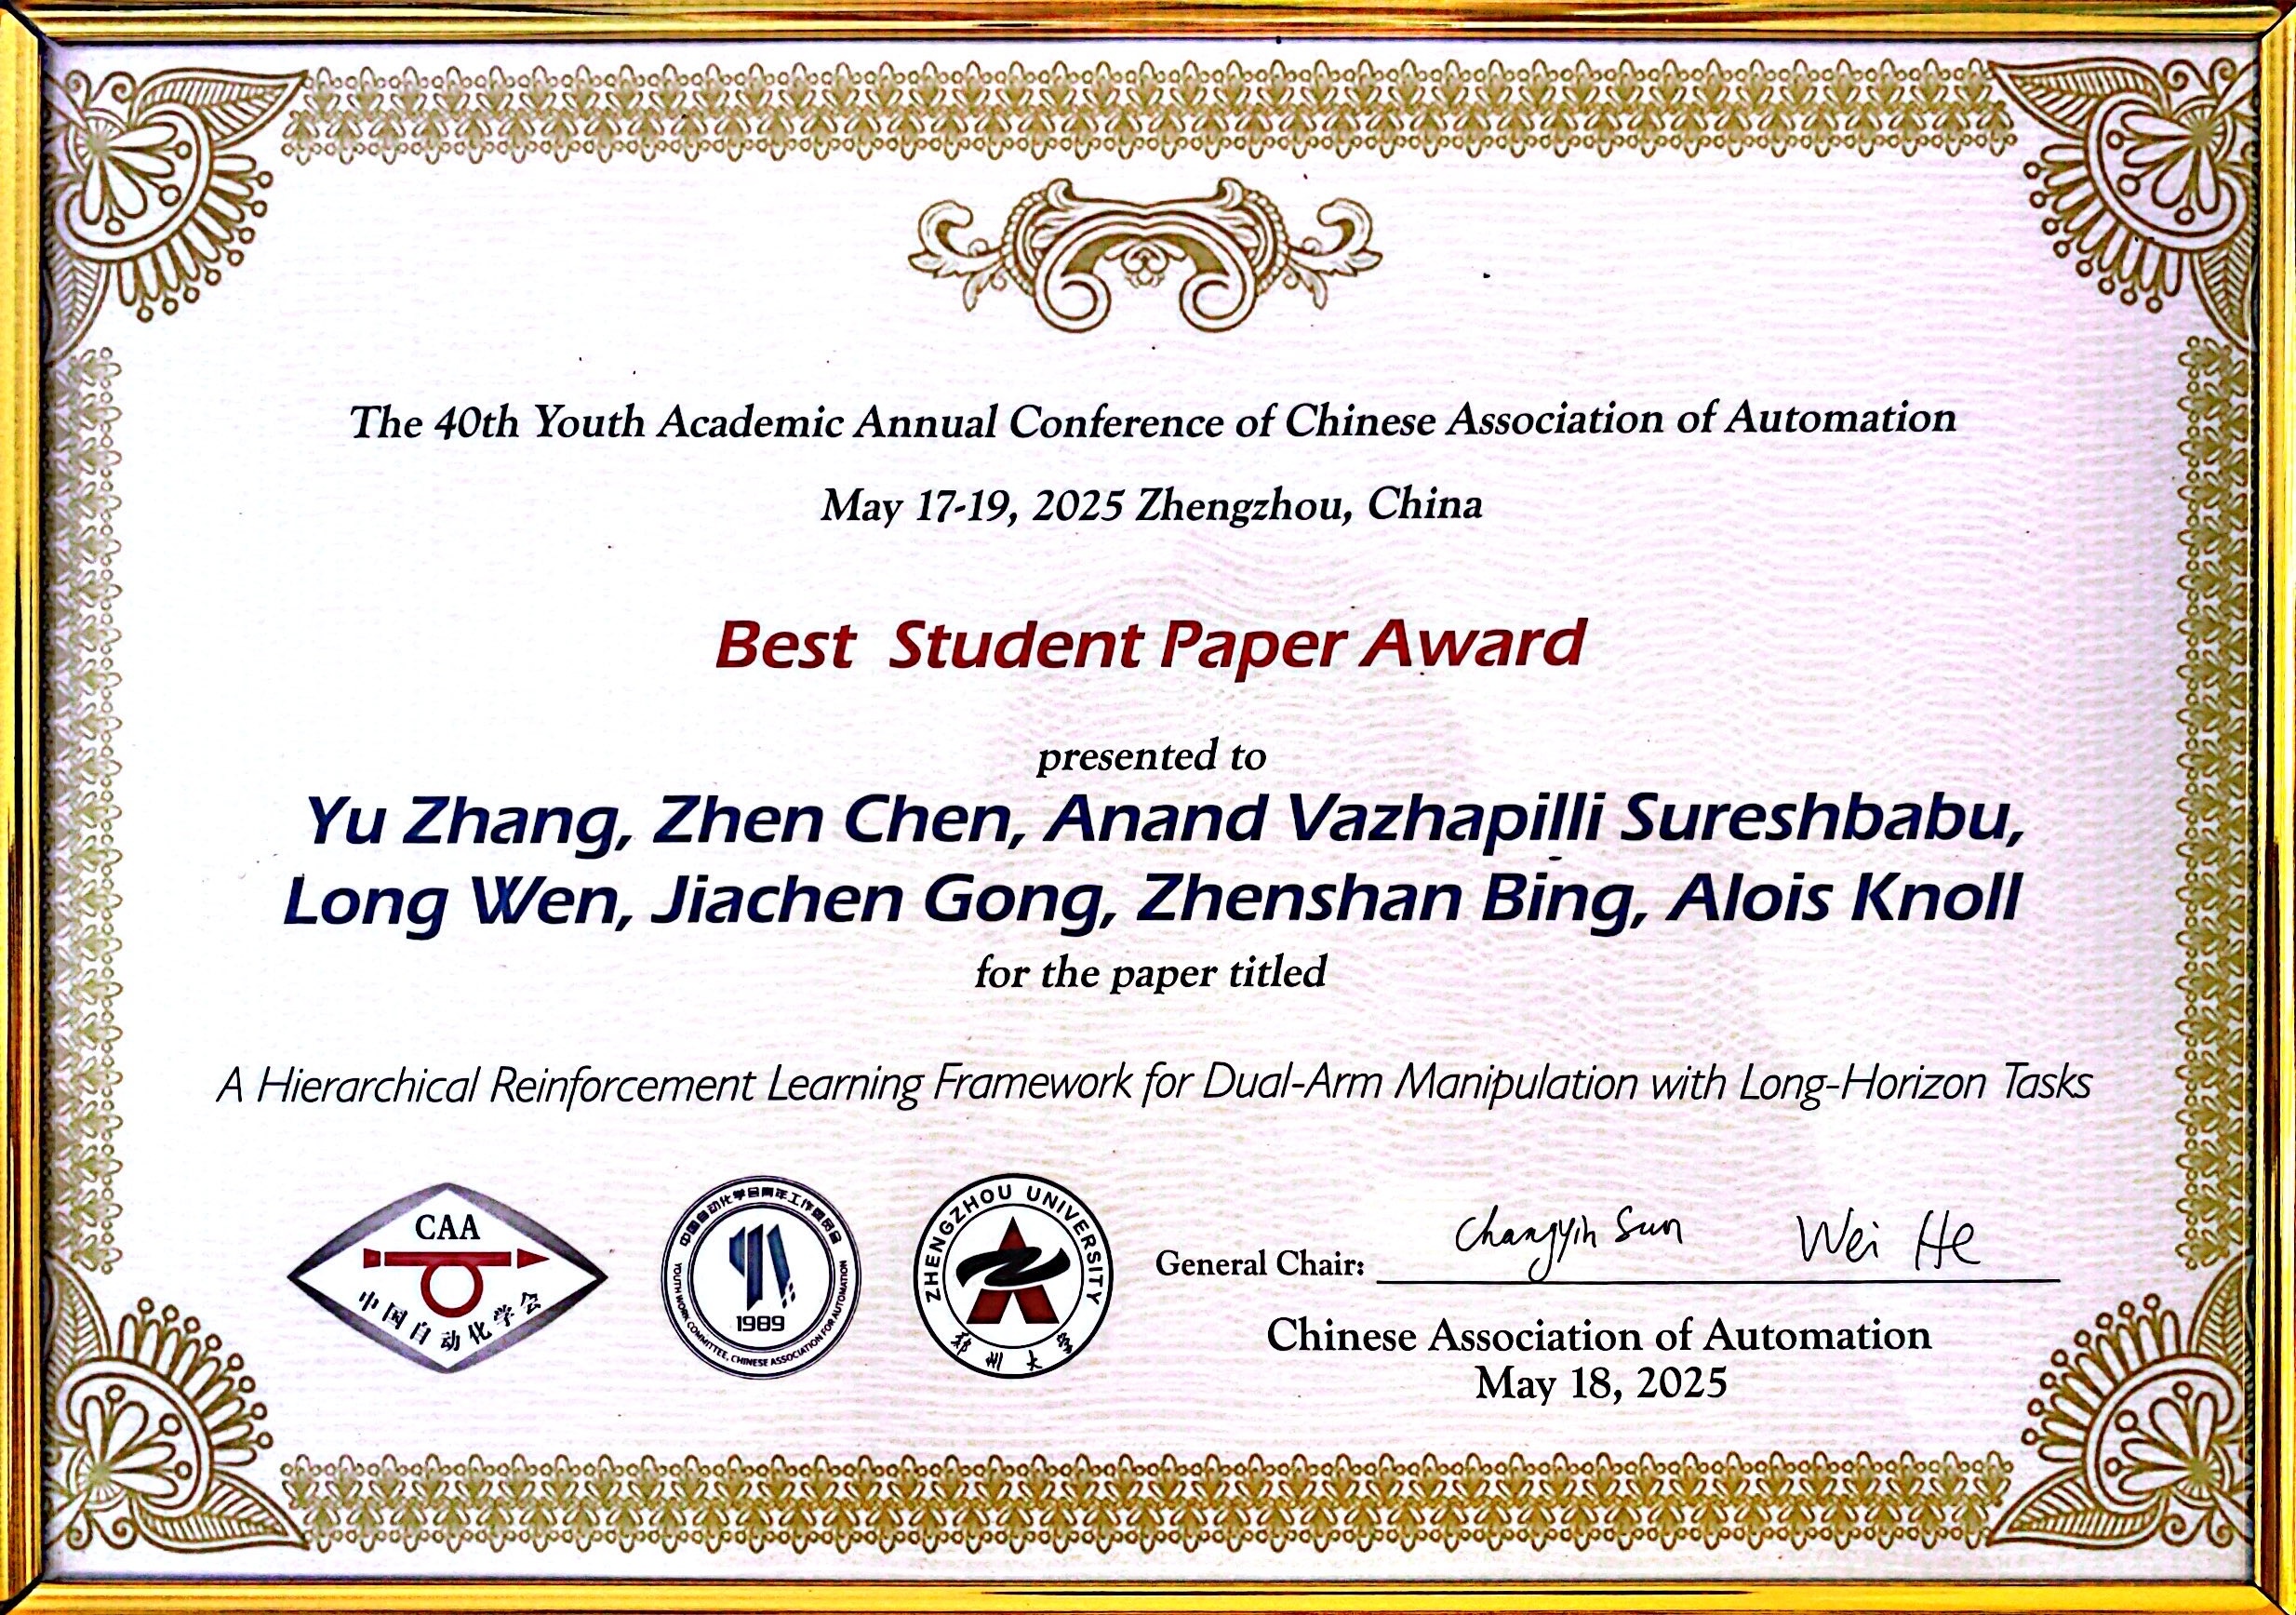 The 40th Youth Academic Annual Conference of Chinese Association of Automation
May 17-19, 2025 Zhengzhou, China
Best Student Paper Award
presented to
Yu Zhang, Zhen Chen, Anand Vazhapilli Sureshbabu,
Long Wen, Jiachen Gong, Zhenshan Bing, Alois Knoll
for the paper titled
A Hierarchical Reinforcement Learning Framework for Dual-Arm Manipulation with Long-Horizon Tasks
CAA
中国自动化学会
中国自动化学会青年工作委员会
1989
YOUTH WORK COMMITTEE, CHINESE ASSOCIATION FOR AUTOMATION
ZHENGZHOU UNIVERSITY
郑州大学
General Chair: Changyin Sun Wei He
Chinese Association of Automation
May 18, 2025